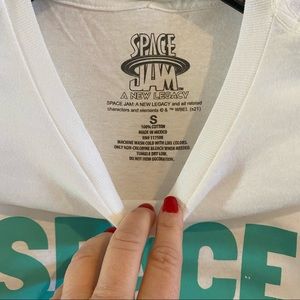 SPACE
JAM
A NEW LEGACY
SPACE JAM: A NEW LEGACY and all related
characters and elements © & ™ WBEI. (s21)
S
100% COTTON
MADE IN MEXICO
MACHINE WASH COLD WITH LIKE COLORS.
ONLY NON-CHLORINE BLEACH WHEN NEEDED.
TUMBLE DRY LOW.
DO NOT IRON DECORATION.
SPACE